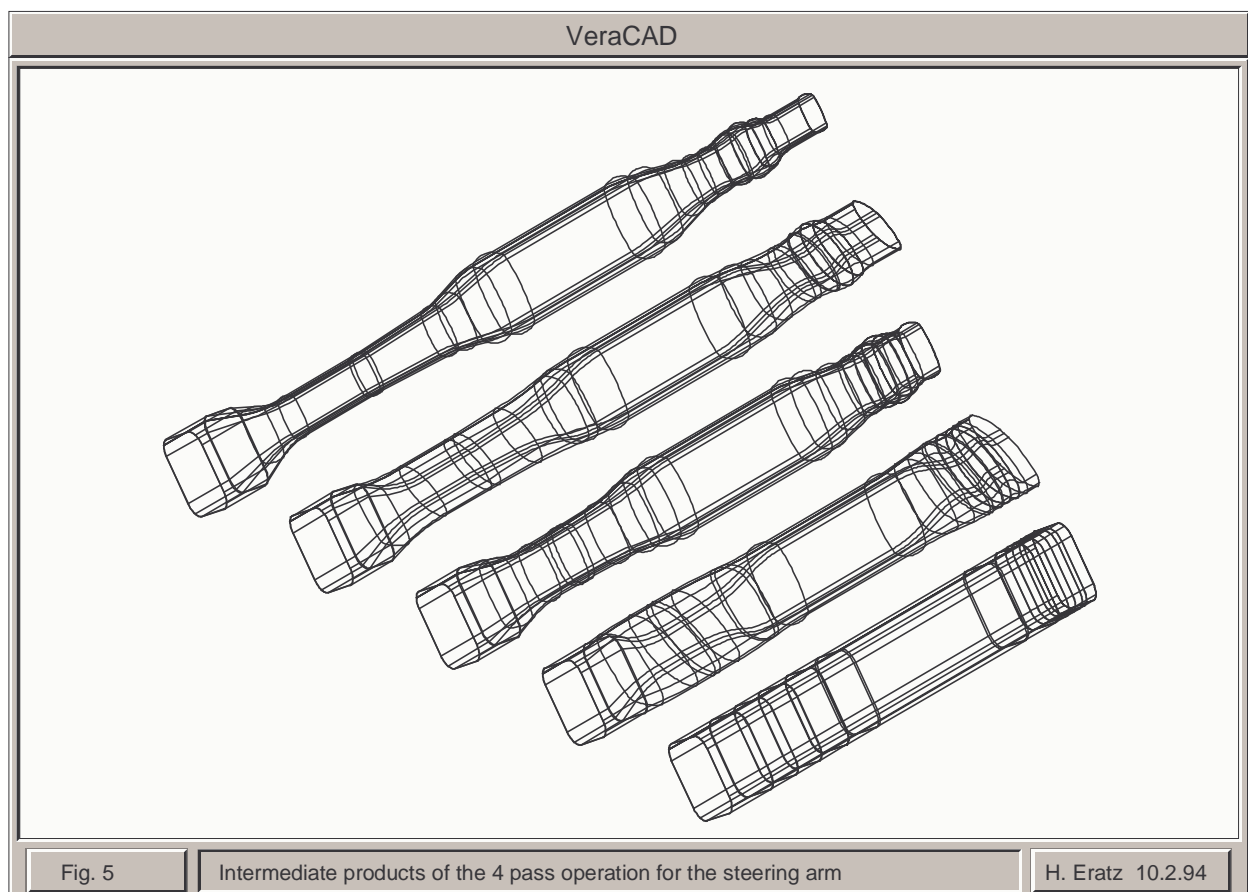 VeraCAD
Fig. 5
Intermediate products of the 4 pass operation for the steering arm
H. Eratz 10.2.94